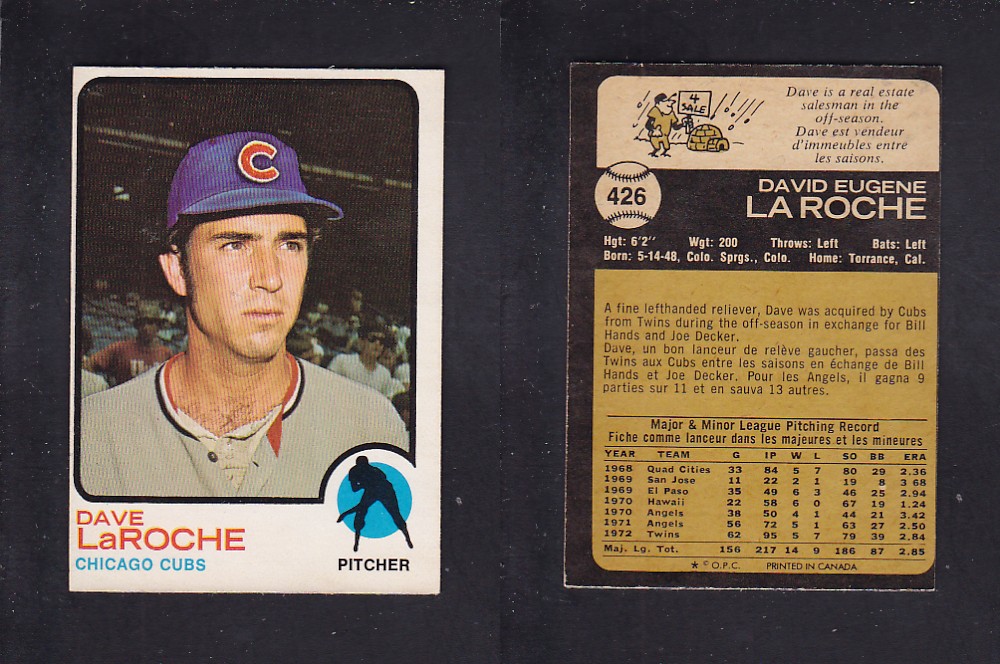 C
DAVE
LaROCHE
CHICAGO CUBS
PITCHER
4
SALE
Dave is a real estate
salesman in the
off-season.
Dave est vendeur
d'immeubles entre
les saisons.
426
DAVID EUGENE
LA ROCHE
Hgt: 6'2" Wgt: 200 Throws: Left Bats: Left
Born: 5-14-48, Colo. Sprgs., Colo. Home: Torrance, Cal.
A fine lefthanded reliever, Dave was acquired by Cubs
from Twins during the off-season in exchange for Bill
Hands and Joe Decker.
Dave, un bon lanceur de relève gaucher, passa des
Twins aux Cubs entre les saisons en échange de Bill
Hands et Joe Decker. Pour les Angels, il gagna 9
parties sur 11 et en sauva 13 autres.
Major & Minor League Pitching Record
Fiche comme lanceur dans les majeures et les mineures
YEAR TEAM G IP W L SO BB ERA
1968 Quad Cities 33 84 5 7 80 29 2.36
1969 San Jose 11 22 2 1 19 8 3 68
1969 El Paso 35 49 6 3 46 25 2.94
1970 Hawaii 22 58 6 0 67 19 1.24
1970 Angels 38 50 4 1 44 21 3.42
1971 Angels 56 72 5 1 63 27 2.50
1972 Twins 62 95 5 7 79 39 2.84
Maj. Lg. Tot. 156 217 14 9 186 87 2.85
★ © O.P.C. PRINTED IN CANADA